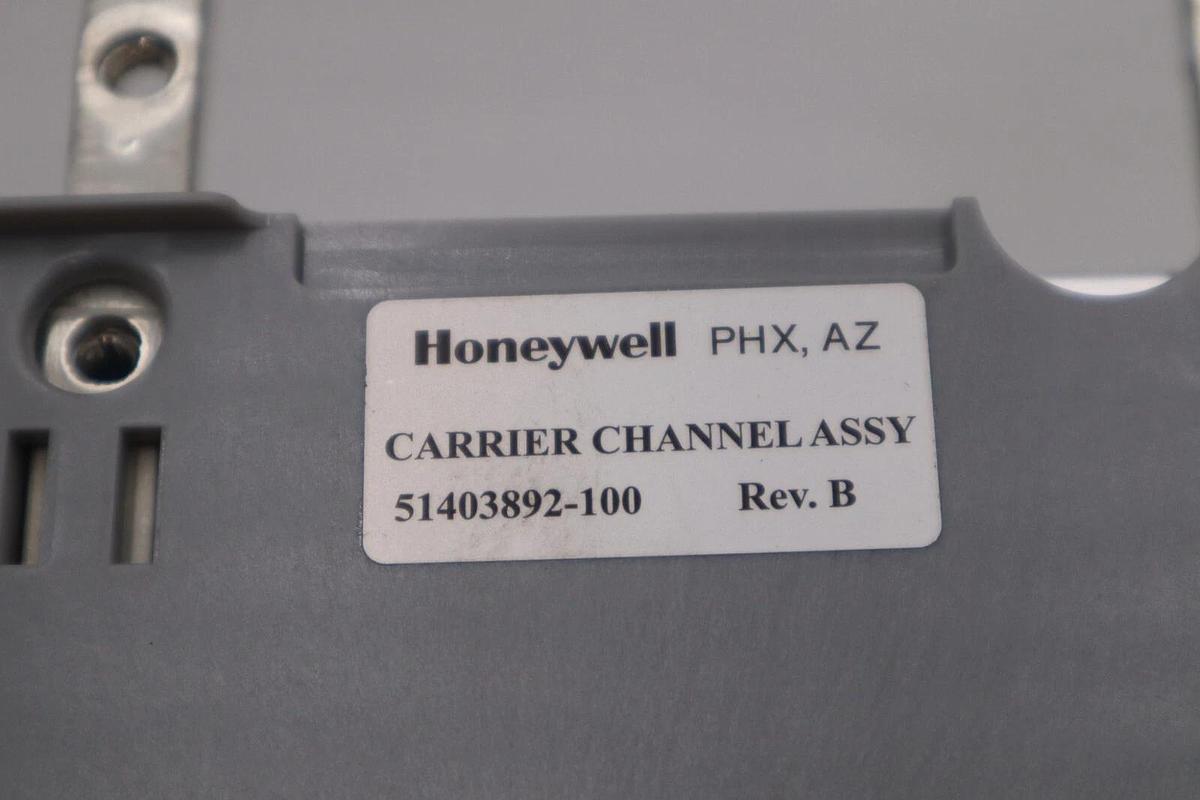 Honeywell PHX, AZ
CARRIER CHANNEL ASSY
51403892-100 Rev. B